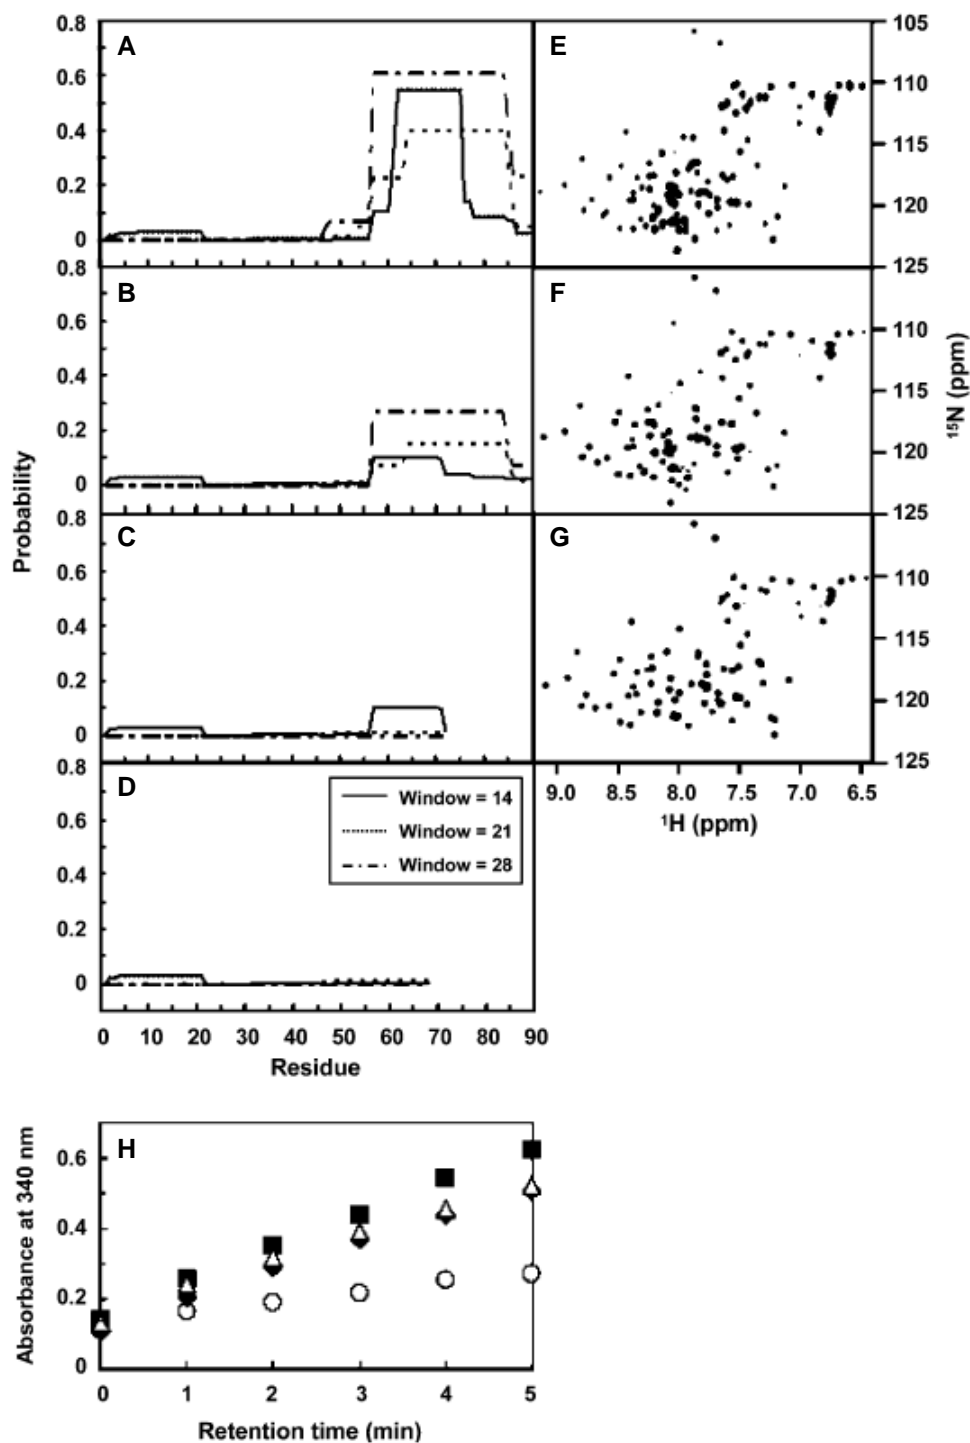 A
E
0.8
0.6
0.4
0.2
0
105
110
115
120
125
B
F
0.8
0.6
0.4
0.2
0
110
115
120
125
C
G
0.8
0.6
0.4
0.2
0
110
115
120
125
Probability
¹⁵N (ppm)
9.0 8.5 8.0 7.5 7.0 6.5
¹H (ppm)
D
0.8
0.6
0.4
0.2
0
Window = 14
Window = 21
Window = 28
0 10 20 30 40 50 60 70 80 90
Residue
H
Absorbance at 340 nm
0.6
0.4
0.2
0
0 1 2 3 4 5
Retention time (min)